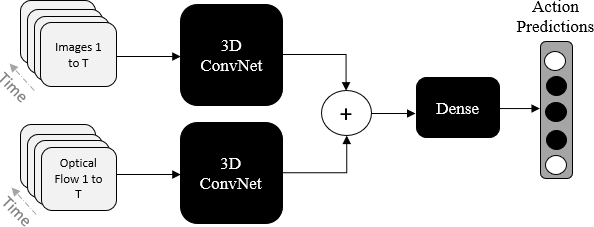 Action
Predictions
Images 1
to T
3D
ConvNet
Time
+
Dense
Optical
Flow 1 to
T
3D
ConvNet
Time